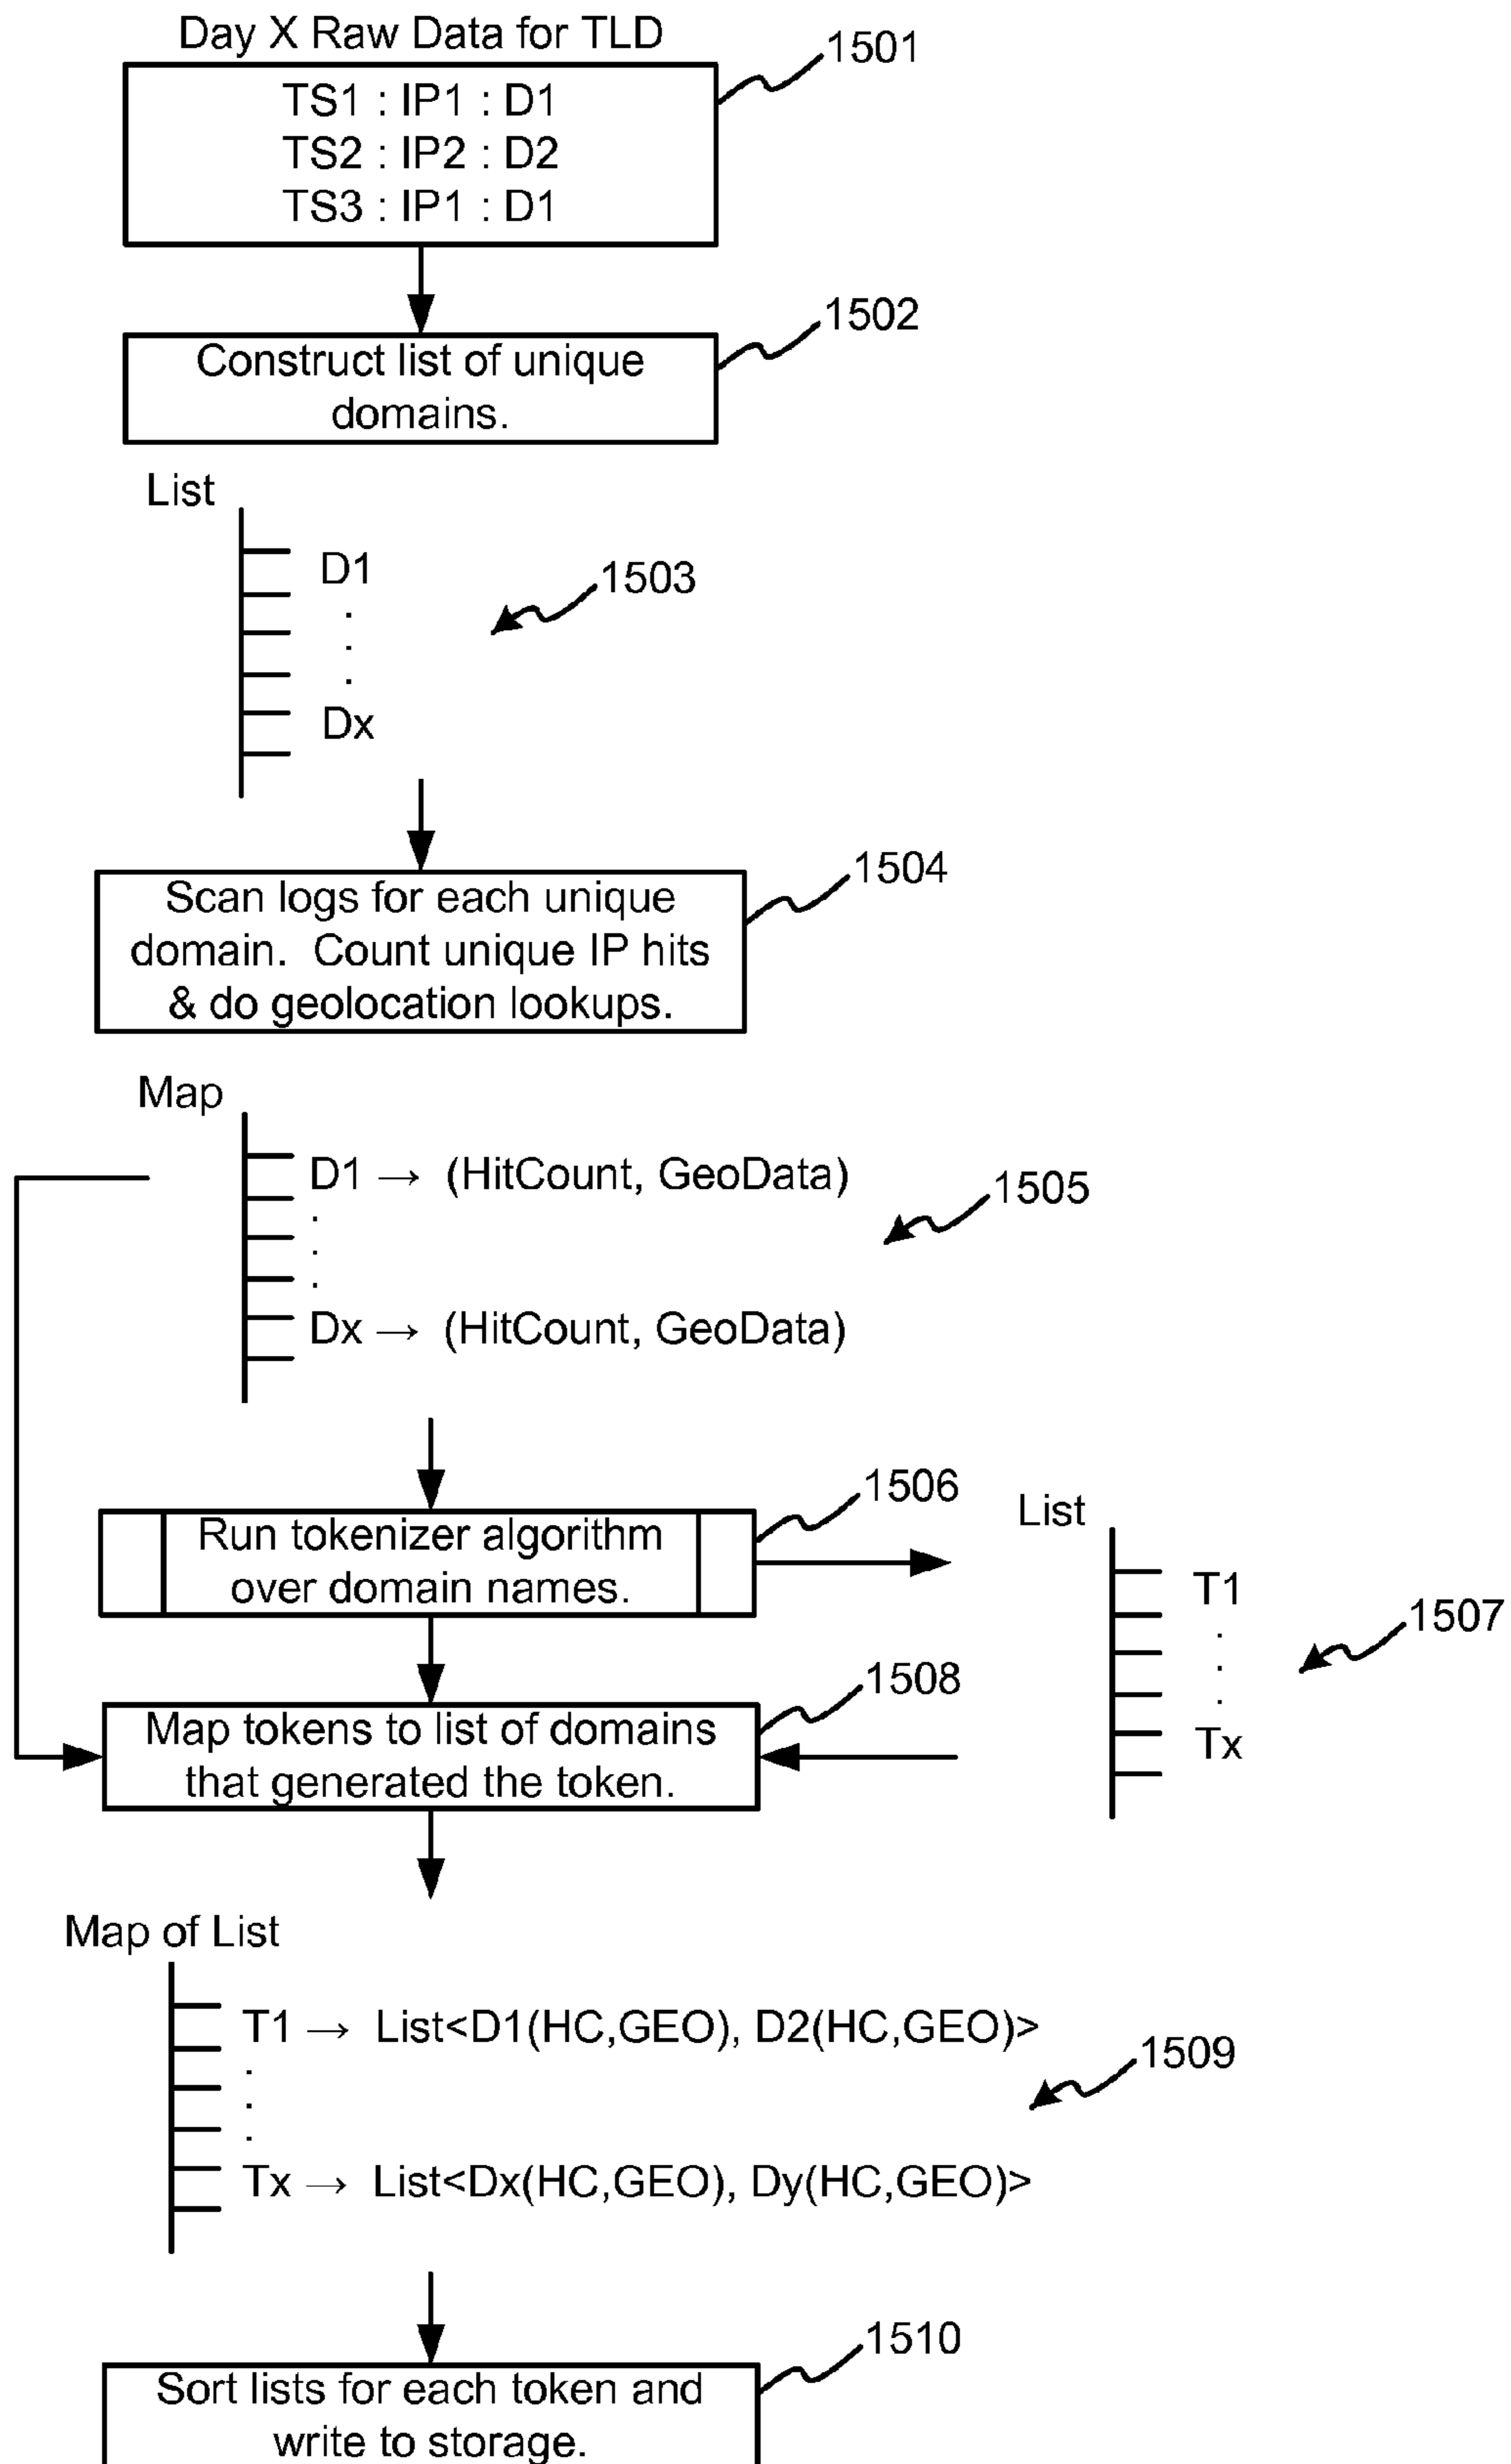 Day X Raw Data for TLD
1501
TS1 : IP1 : D1
TS2 : IP2 : D2
TS3 : IP1 : D1
1502
Construct list of unique
domains.
List
D1
.
.
.
Dx
1503
1504
Scan logs for each unique
domain. Count unique IP hits
& do geolocation lookups.
Map
D1 → (HitCount, GeoData)
.
.
.
Dx → (HitCount, GeoData)
1505
1506
Run tokenizer algorithm
over domain names.
List
T1
.
.
.
Tx
1507
1508
Map tokens to list of domains
that generated the token.
Map of List
T1 → List<D1(HC,GEO), D2(HC,GEO)>
.
.
.
Tx → List<Dx(HC,GEO), Dy(HC,GEO)>
1509
1510
Sort lists for each token and
write to storage.